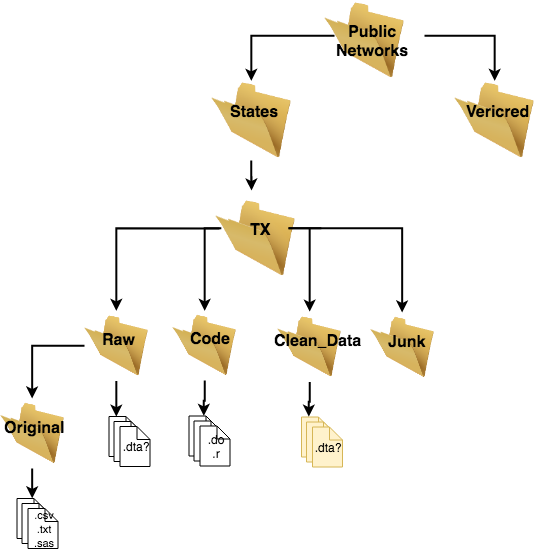 Public
Networks
States
Vericred
TX
Raw
Code
Clean_Data
Junk
Original
.dta?
.do
.r
.dta?
.csv
.txt
.sas